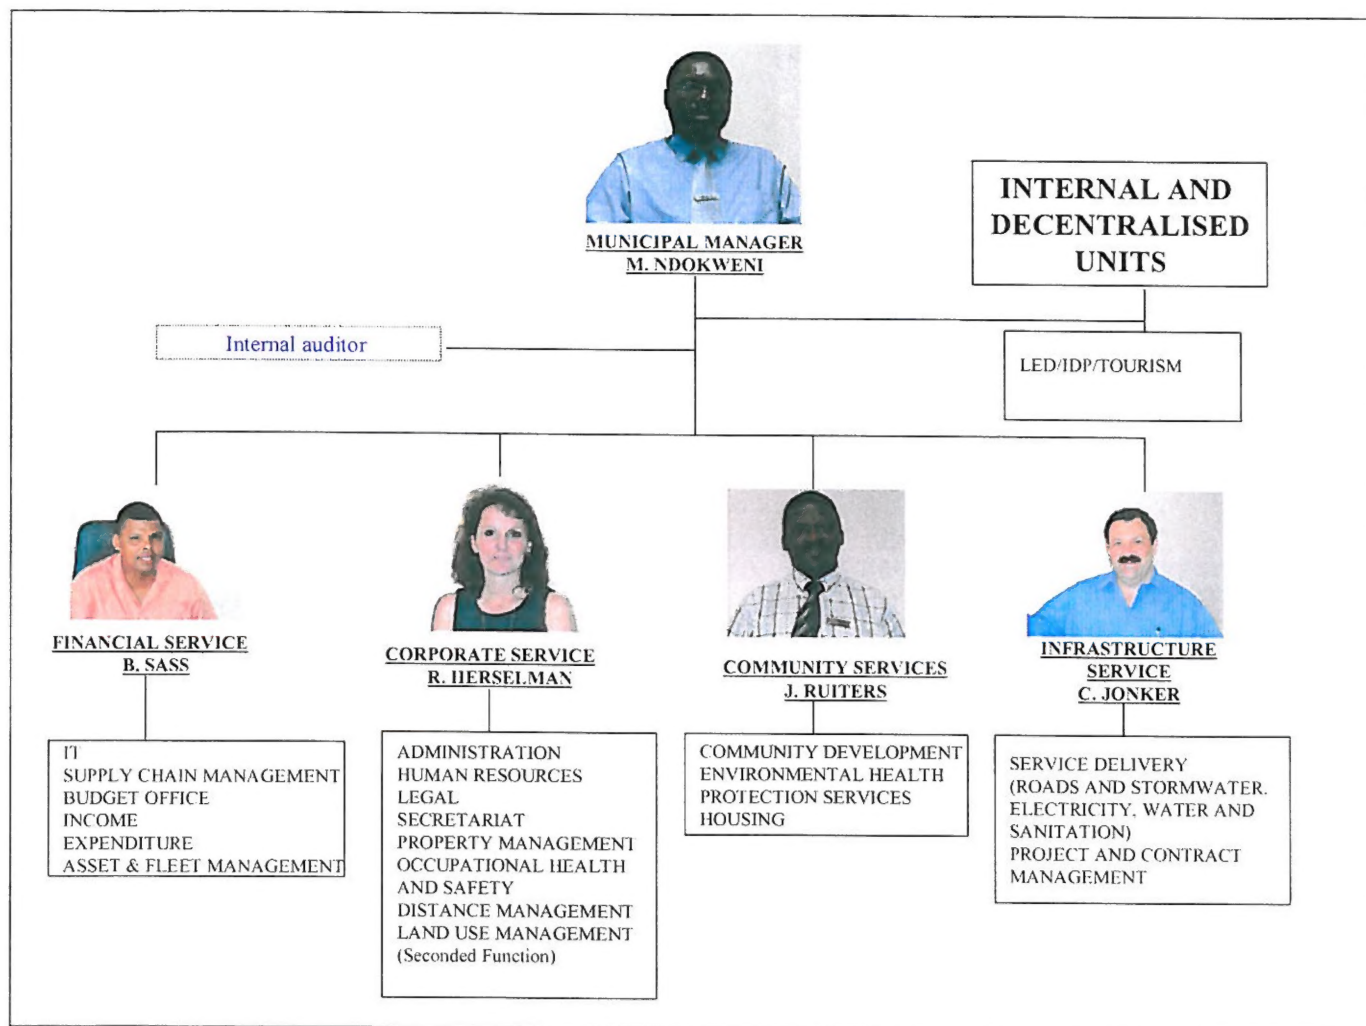 MUNICIPAL MANAGER
M. NDOKWENI
INTERNAL AND
DECENTRALISED
UNITS
Internal auditor
LED/IDP/TOURISM
FINANCIAL SERVICE
B. SASS
CORPORATE SERVICE
R. HERSELMAN
COMMUNITY SERVICES
J. RUITERS
INFRASTRUCTURE
SERVICE
C. JONKER
IT
SUPPLY CHAIN MANAGEMENT
BUDGET OFFICE
INCOME
EXPENDITURE
ASSET & FLEET MANAGEMENT
ADMINISTRATION
HUMAN RESOURCES
LEGAL
SECRETARIAT
PROPERTY MANAGEMENT
OCCUPATIONAL HEALTH
AND SAFETY
DISTANCE MANAGEMENT
LAND USE MANAGEMENT
(Seconded Function)
COMMUNITY DEVELOPMENT
ENVIRONMENTAL HEALTH
PROTECTION SERVICES
HOUSING
SERVICE DELIVERY
(ROADS AND STORMWATER.
ELECTRICITY, WATER AND
SANITATION)
PROJECT AND CONTRACT
MANAGEMENT